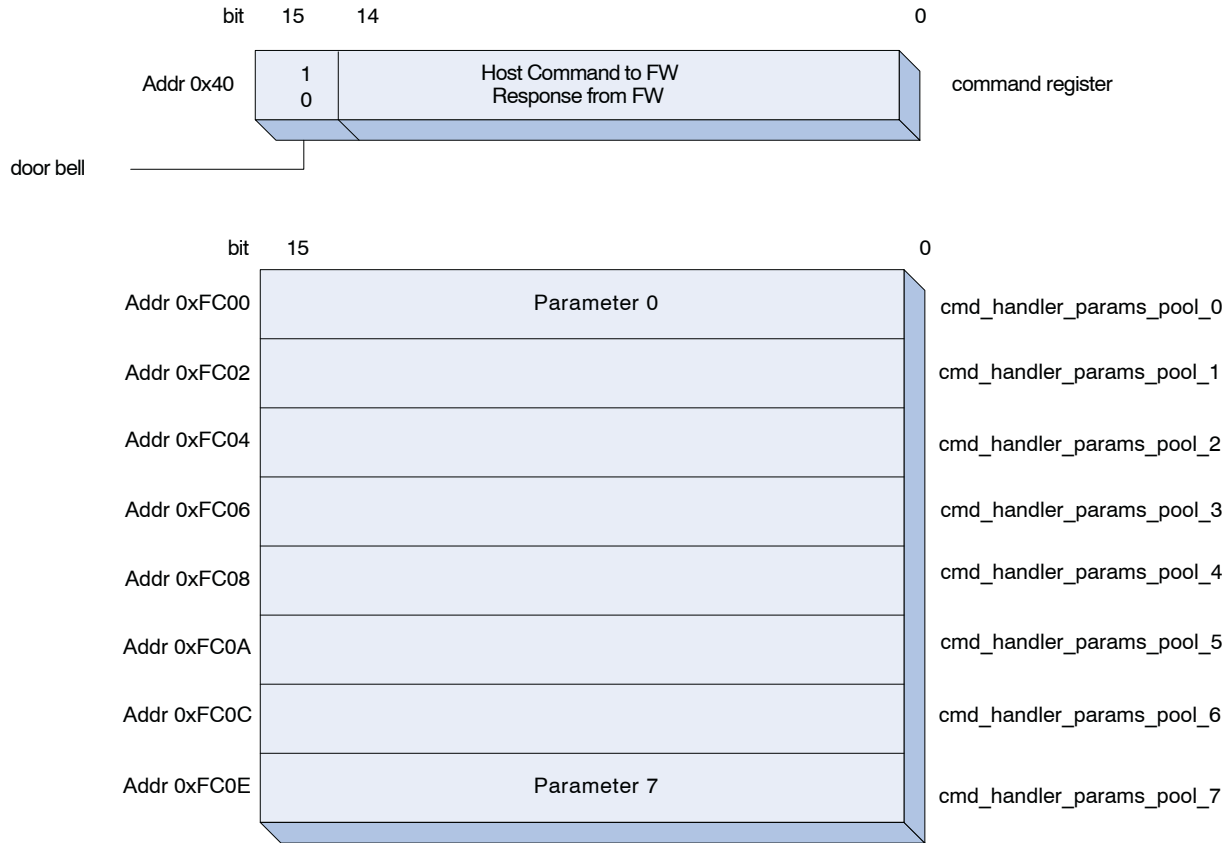 bit 15 14 0
Addr 0x40 1 Host Command to FW command register
0 Response from FW
door bell
bit 15 0
Addr 0xFC00 Parameter 0 cmd_handler_params_pool_0
Addr 0xFC02 cmd_handler_params_pool_1
Addr 0xFC04 cmd_handler_params_pool_2
Addr 0xFC06 cmd_handler_params_pool_3
Addr 0xFC08 cmd_handler_params_pool_4
Addr 0xFC0A cmd_handler_params_pool_5
Addr 0xFC0C cmd_handler_params_pool_6
Addr 0xFC0E Parameter 7 cmd_handler_params_pool_7